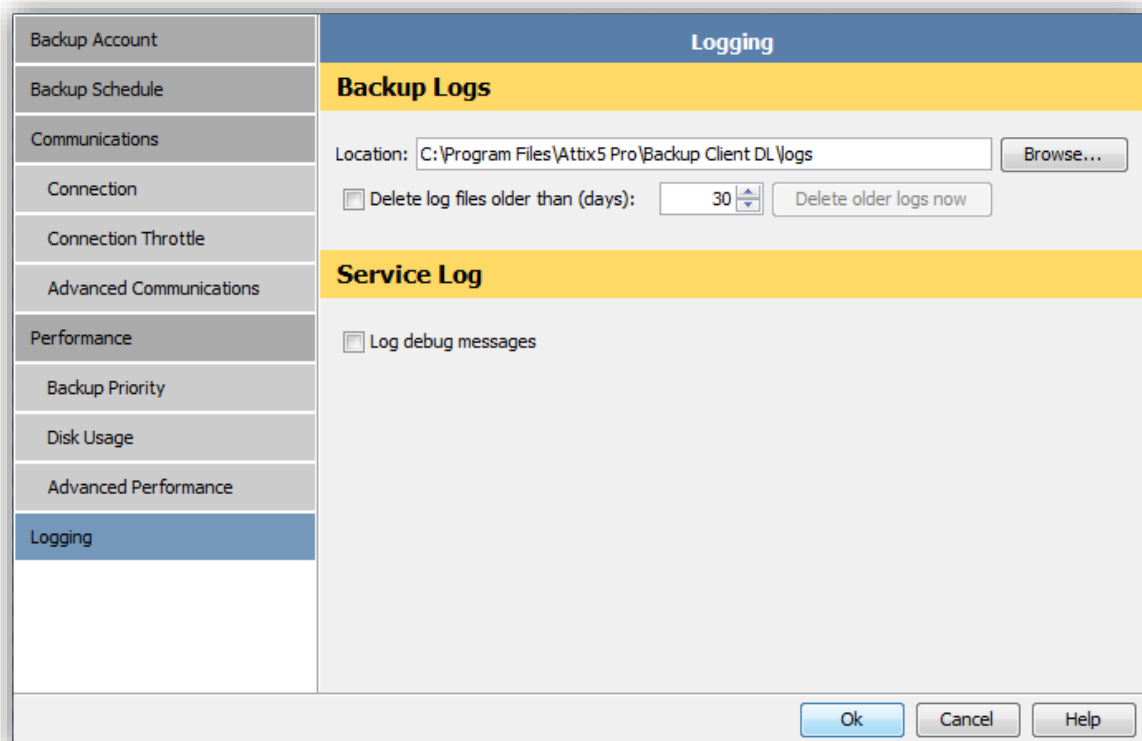 Backup Account
Backup Schedule
Communications
Connection
Connection Throttle
Advanced Communications
Performance
Backup Priority
Disk Usage
Advanced Performance
Logging
Logging
Backup Logs
Location: C:\Program Files\Attix5 Pro\Backup Client DL\logs Browse...
Delete log files older than (days): 30 Delete older logs now
Service Log
Log debug messages
Ok Cancel Help